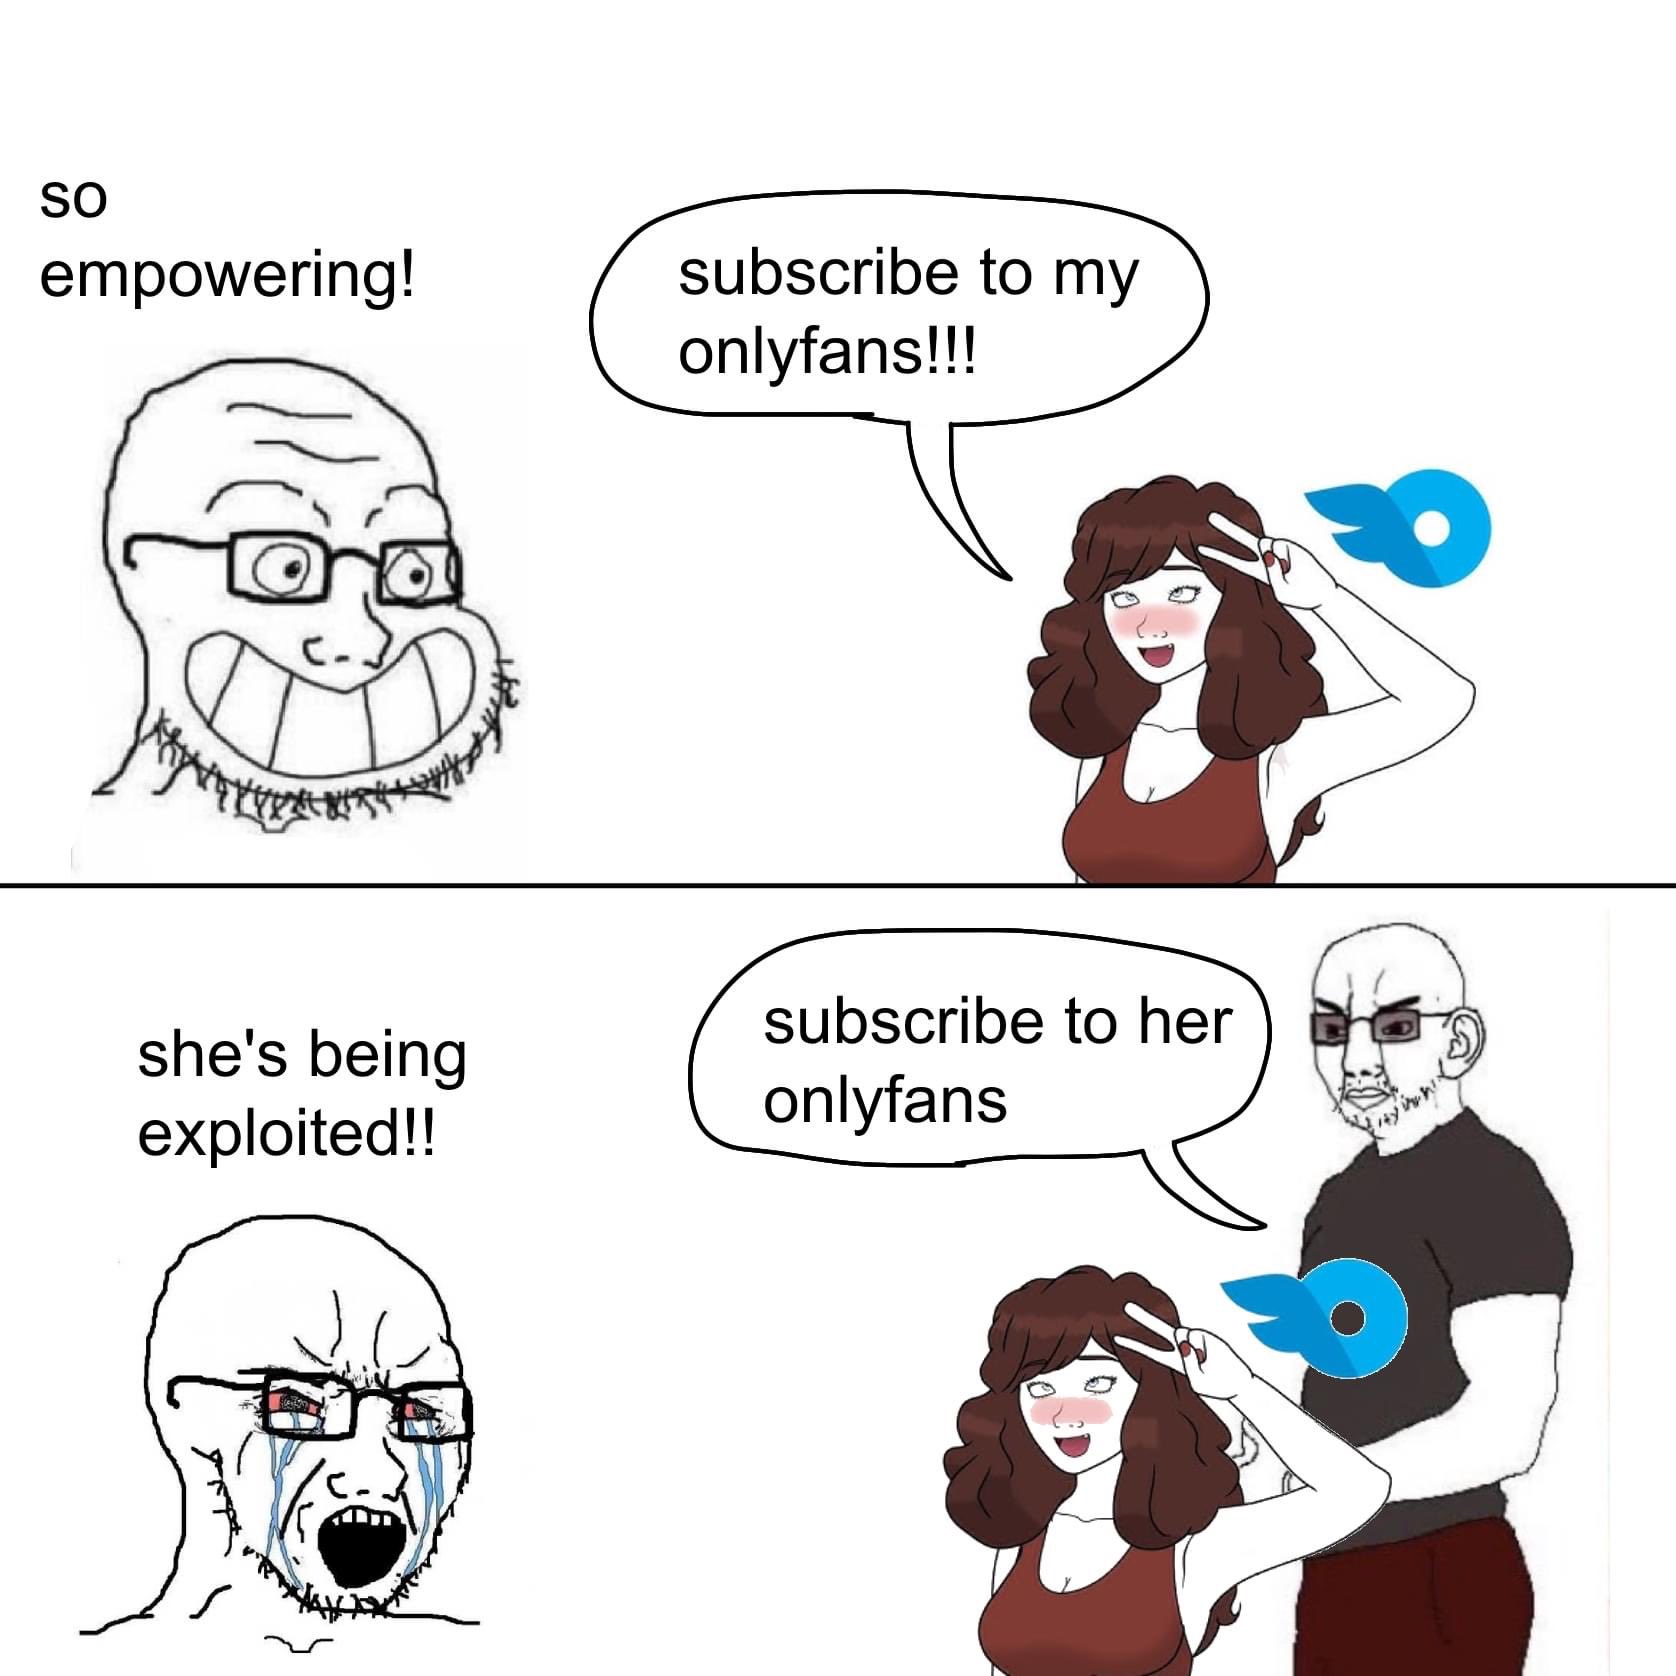 so
empowering!
subscribe to my
onlyfans!!!
she's being
exploited!!
subscribe to her
onlyfans